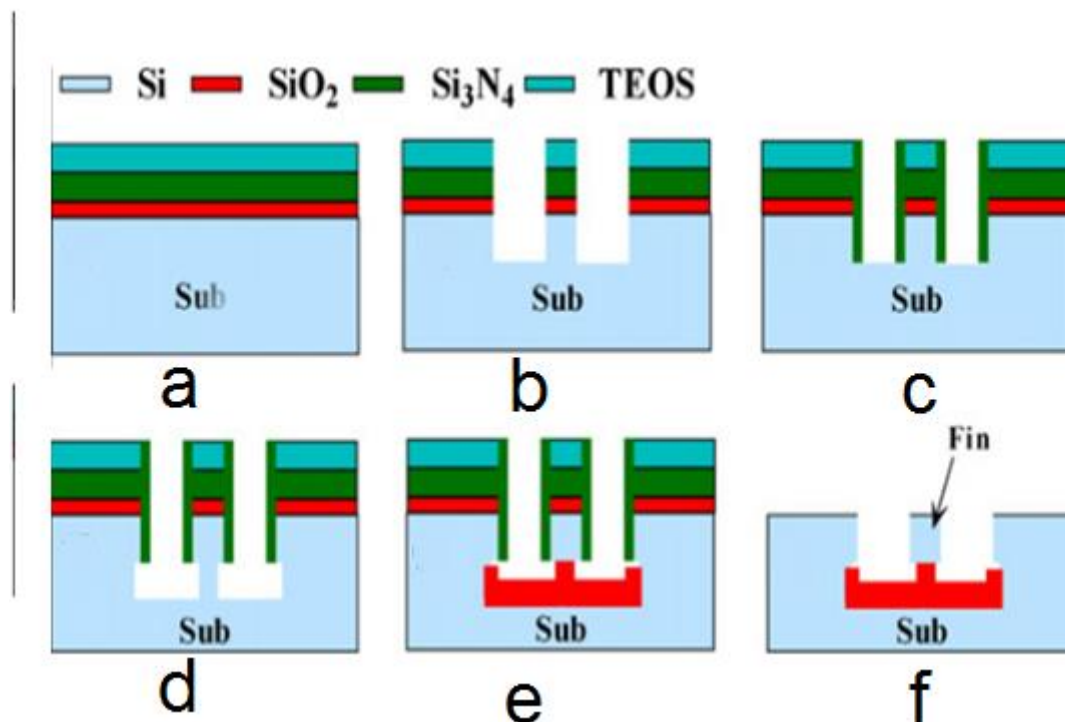 Si SiO₂ Si₃N₄ TEOS
Sub Sub Sub
a b c
Fin
Sub Sub Sub
d e f